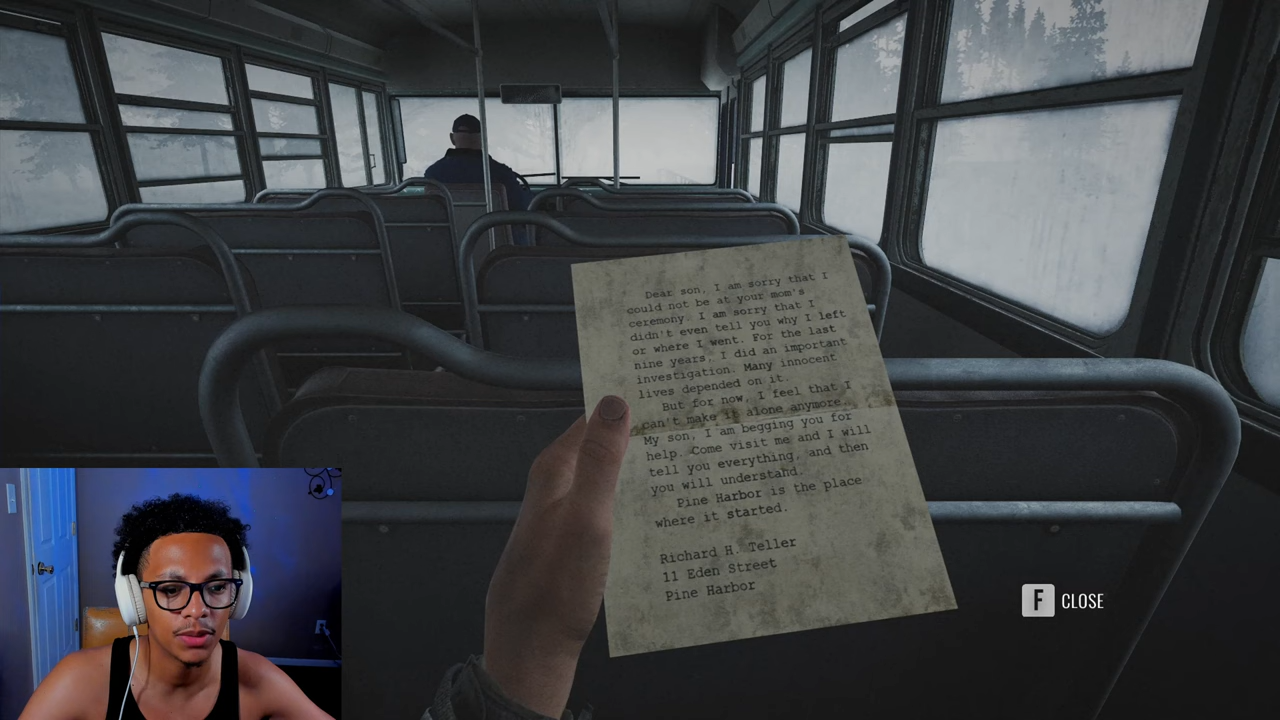 Dear son, I am sorry that I
could not be at your mom's
ceremony. I am sorry that I
didn't even tell you why I left
or where I went. For the last
nine years, I did an important
investigation. Many innocent
lives depended on it.
But for now, I feel that I
can't make it alone anymore.
My son, I am begging you for
help. Come visit me and I will
tell you everything, and then
you will understand.
Pine Harbor is the place
where it started.
Richard H. Teller
11 Eden Street
Pine Harbor
F CLOSE